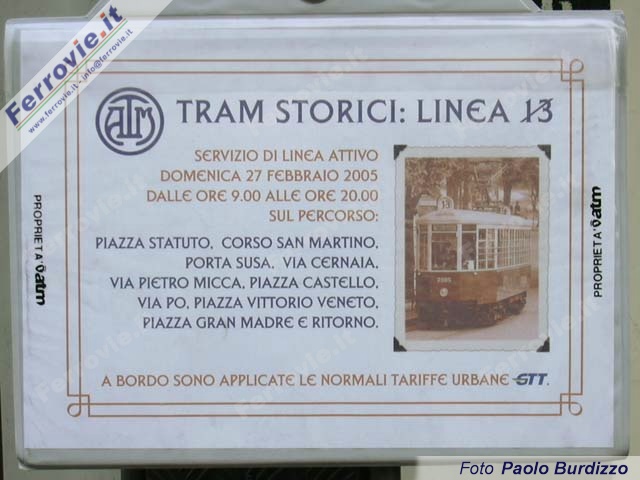 Ferrovie.it
www.ferrovie.it - info@ferrovie.it
ATM TRAM STORICI: LINEA 13
SERVIZIO DI LINEA ATTIVO
DOMENICA 27 FEBBRAIO 2005
DALLE ORE 9.00 ALLE ORE 20.00
SUL PERCORSO:
PIAZZA STATUTO, CORSO SAN MARTINO,
PORTA SUSA, VIA CERNAIA,
VIA PIETRO MICCA, PIAZZA CASTELLO,
VIA PO, PIAZZA VITTORIO VENETO,
PIAZZA GRAN MADRE E RITORNO.
13
A BORDO SONO APPLICATE LE NORMALI TARIFFE URBANE GTT.
PROPRIETA' atm
PROPRIETA' atm
Foto Paolo Burdizzo